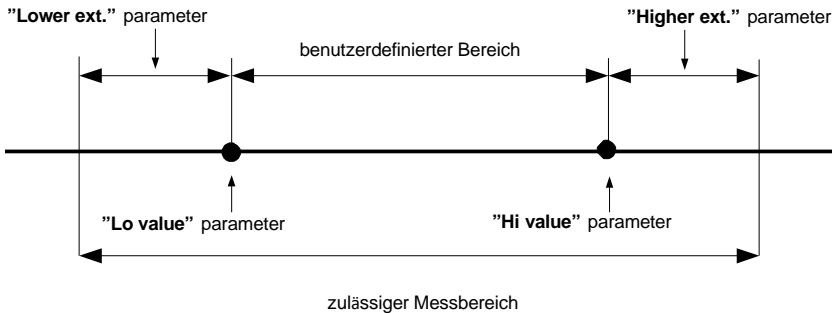 ”Lower ext.” parameter
”Higher ext.” parameter
benutzerdefinierter Bereich
”Lo value” parameter
”Hi value” parameter
zulässiger Messbereich